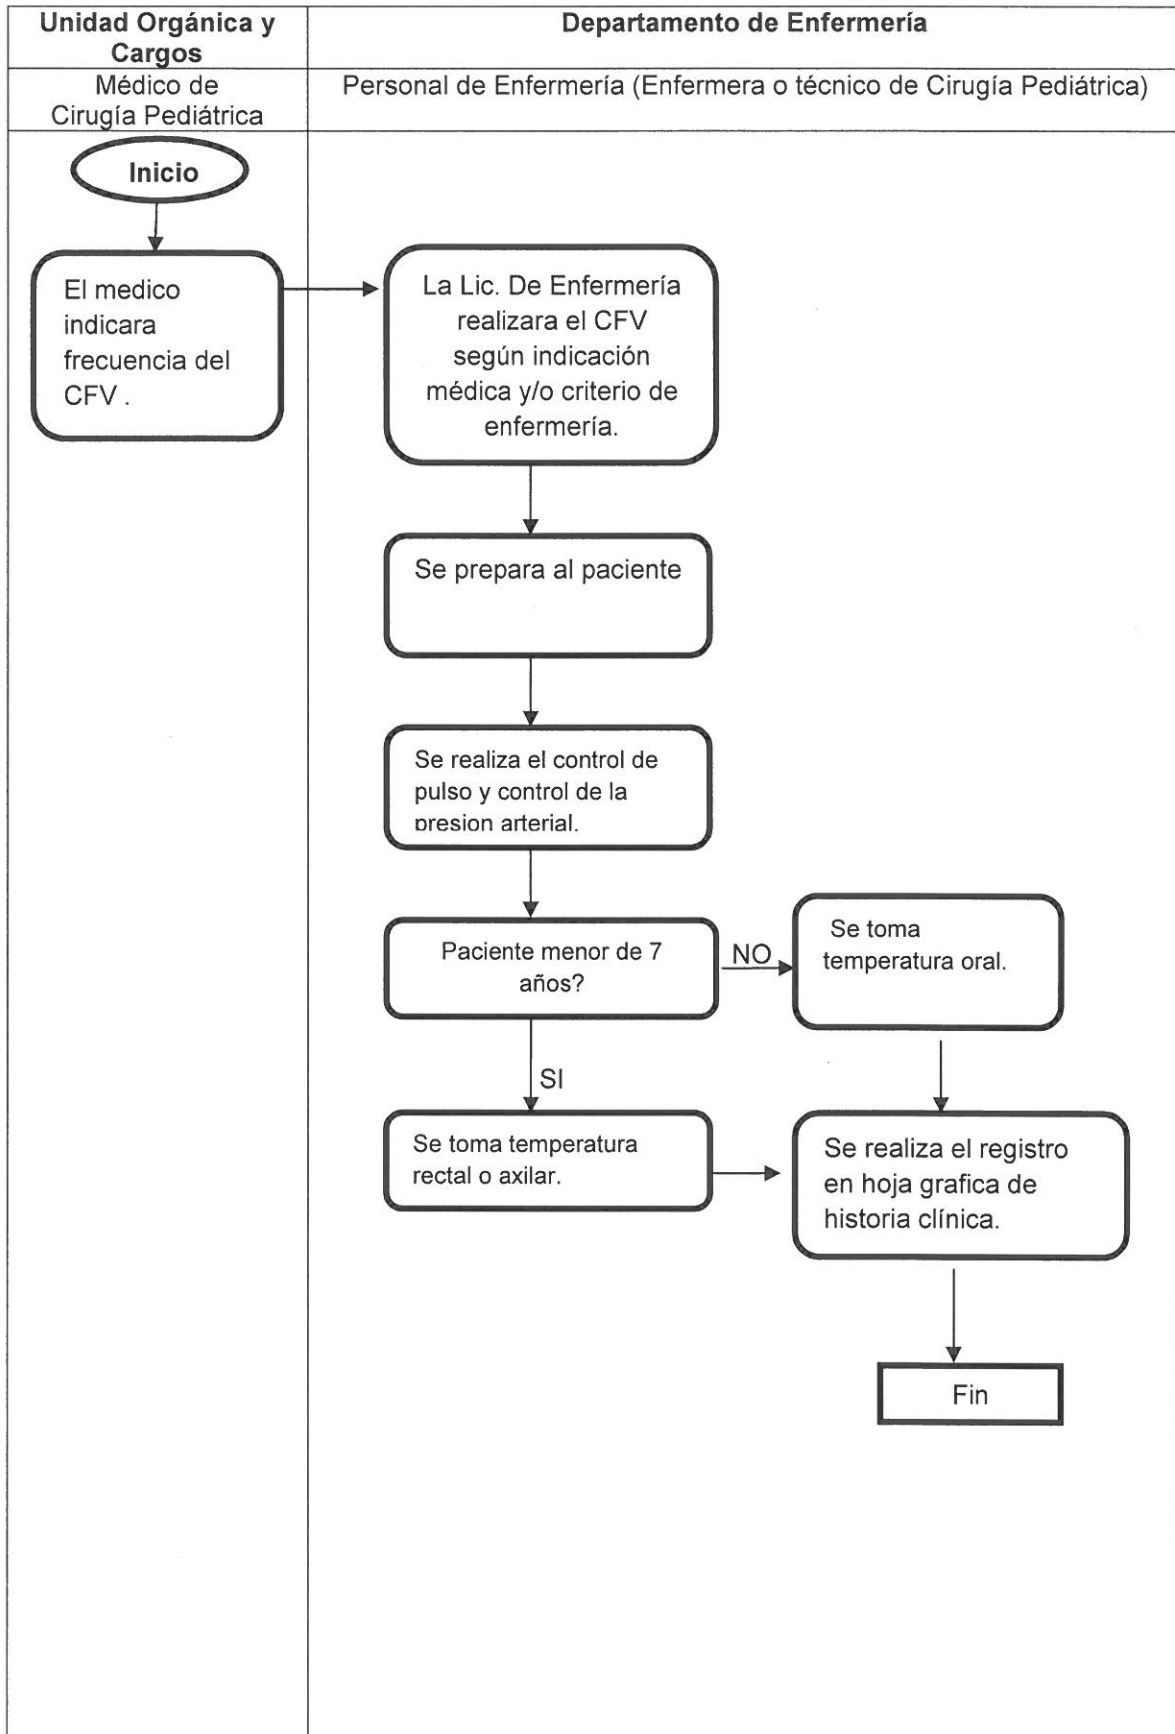 Unidad Orgánica y
Cargos
Departamento de Enfermería
Médico de
Cirugía Pediátrica
Personal de Enfermería (Enfermera o técnico de Cirugía Pediátrica)
Inicio
El medico
indicara
frecuencia del
CFV .
La Lic. De Enfermería
realizara el CFV
según indicación
médica y/o criterio de
enfermería.
Se prepara al paciente
Se realiza el control de
pulso y control de la
presion arterial.
Paciente menor de 7
años?
NO
Se toma
temperatura oral.
SI
Se toma temperatura
rectal o axilar.
Se realiza el registro
en hoja grafica de
historia clínica.
Fin